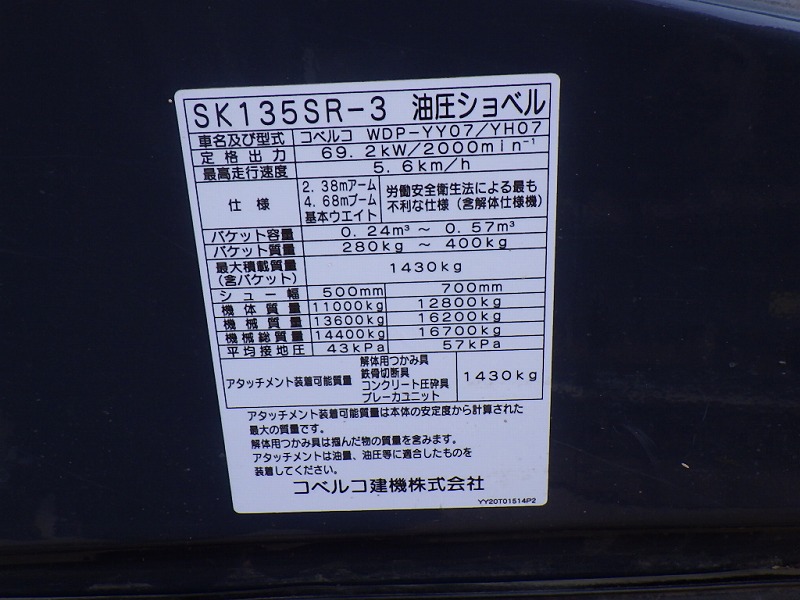 SK135SR-3 油圧ショベル
車名及び型式 コベルコ WDP-YY07/YH07
定格出力 69.2kW/2000min⁻¹
最高走行速度 5.6km/h
仕様 2.38mアーム 4.68mブーム 基本ウエイト 労働安全衛生法による最も不利な仕様(含解体仕様機)
バケット容量 0.24m³ ~ 0.57m³
バケット質量 280kg ~ 400kg
最大積載質量(含バケット) 1430kg
シュー幅 500mm 700mm
機体質量 11000kg 12800kg
機械質量 13600kg 16200kg
機械総質量 14400kg 16700kg
平均接地圧 43kPa 57kPa
アタッチメント装着可能質量 解体用つかみ具 鉄骨切断具 コンクリート圧砕具 ブレーカユニット 1430kg
アタッチメント装着可能質量は本体の安定度から計算された
最大の質量です。
解体用つかみ具は掴んだ物の質量を含みます。
アタッチメントは油量、油圧等に適合したものを
装着してください。
コベルコ建機株式会社
YY20T01514P2